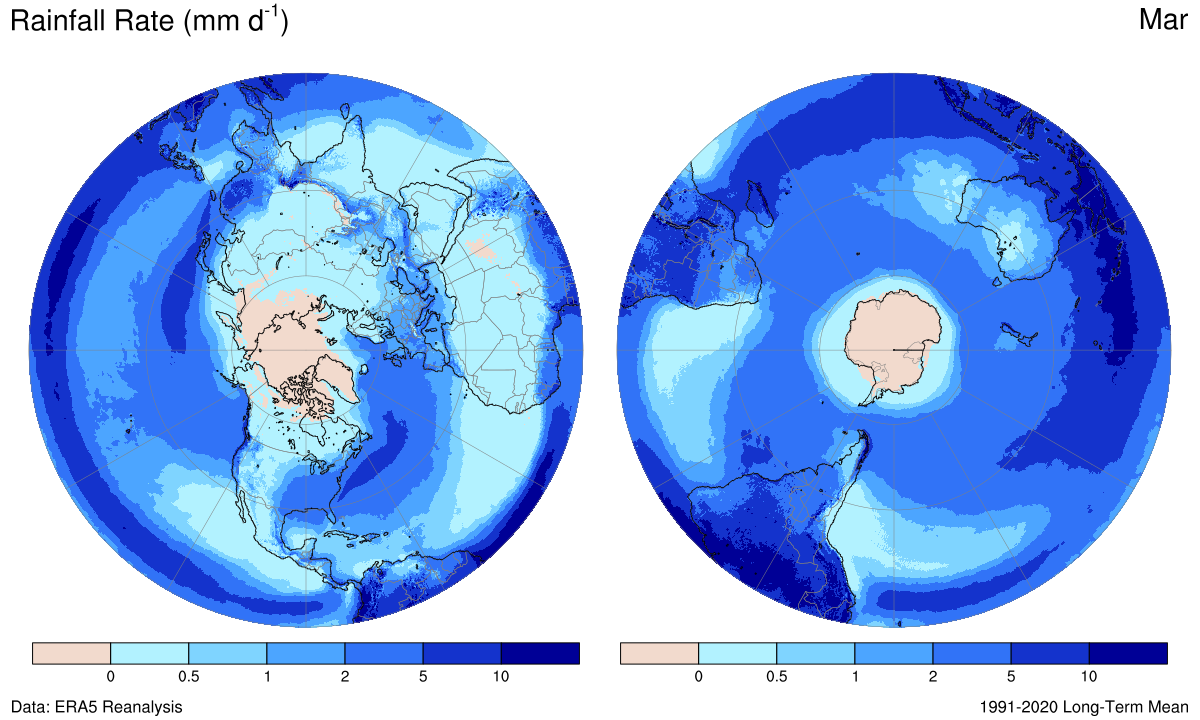 Rainfall Rate (mm d⁻¹)
Mar
0 0.5 1 2 5 10
0 0.5 1 2 5 10
Data: ERA5 Reanalysis
1991-2020 Long-Term Mean